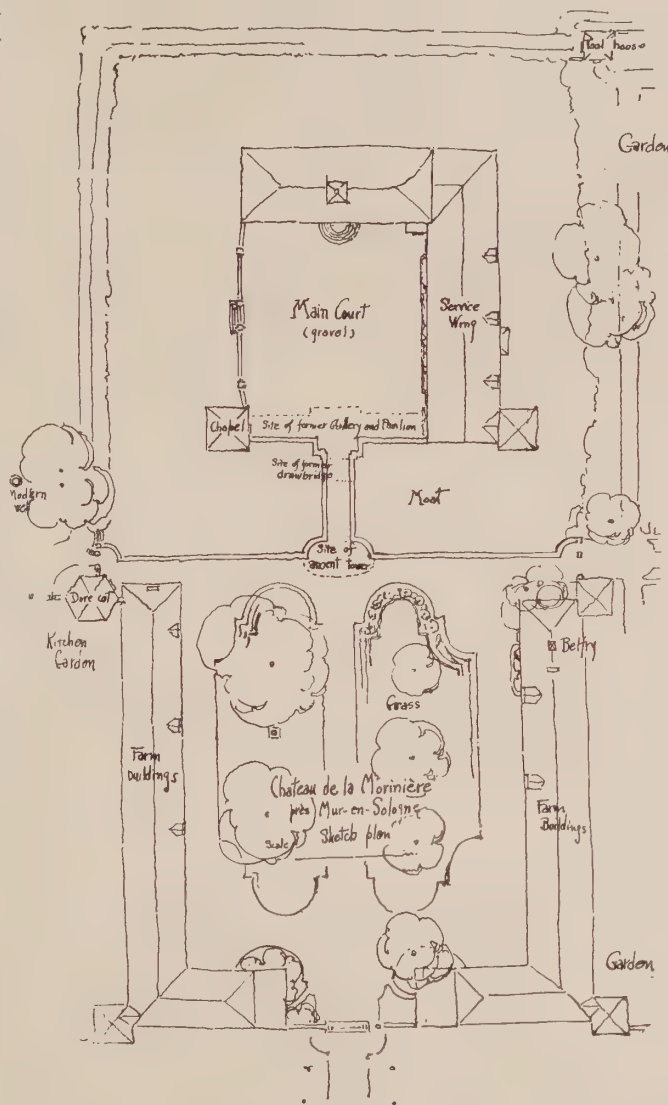 Boat house
Garden
Main Court
(gravel)
Service
Wing
Chapel
Site of former Gallery and Pavilion
Site of former
drawbridge
Moat
Modern
well
Site of
ancient tower
Dove cot
Kitchen
Garden
Belfry
Grass
Farm
buildings
Chateau de la Morinière
près Mur-en-Sologne
Sketch plan
Scale
Farm
Buildings
Garden